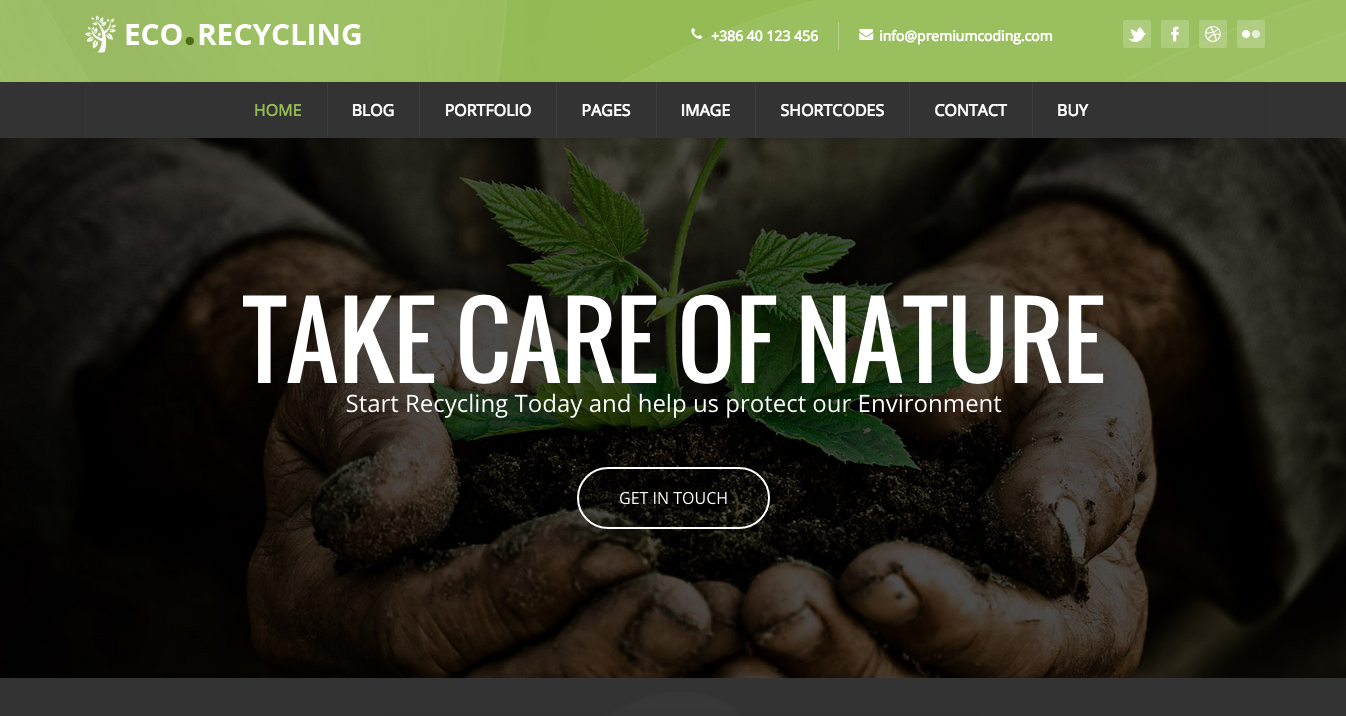 ECO.RECYCLING
+386 40 123 456
info@premiumcoding.com
HOME BLOG PORTFOLIO PAGES IMAGE SHORTCODES CONTACT BUY
TAKE CARE OF NATURE
Start Recycling Today and help us protect our Environment
GET IN TOUCH